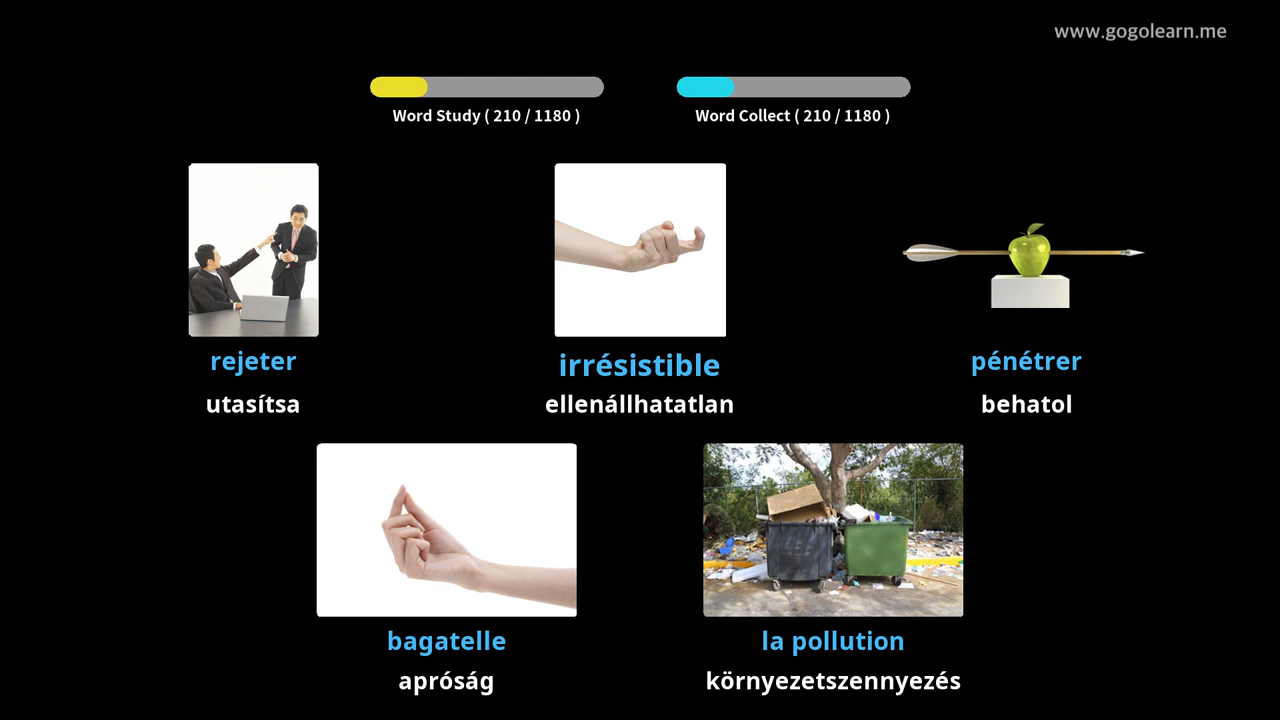 www.gogolearn.me
Word Study ( 210 / 1180 )
Word Collect ( 210 / 1180 )
rejeter
irrésistible
pénétrer
utasítsa
ellenállhatatlan
behatol
bagatelle
la pollution
apróság
környezetszennyezés